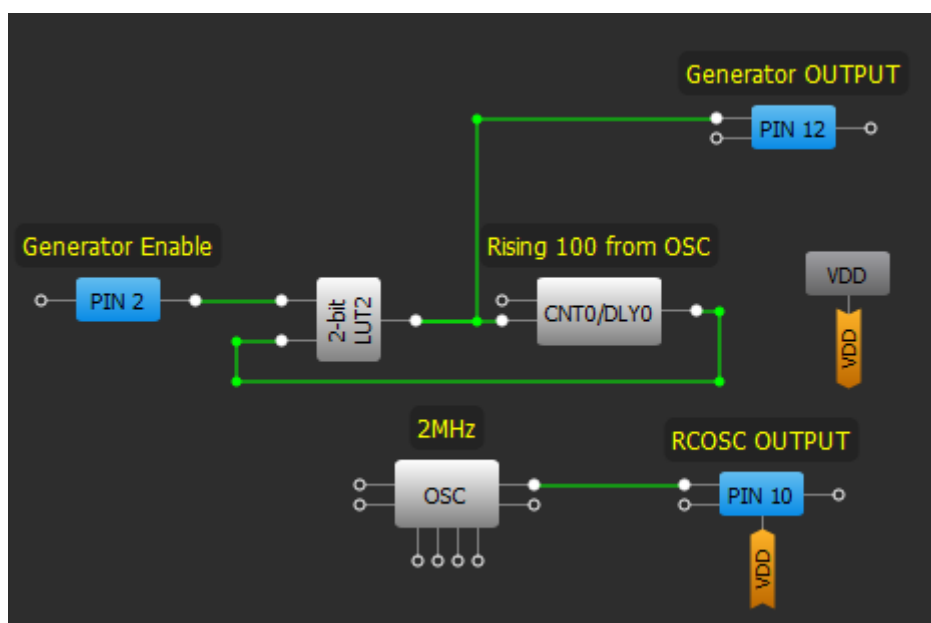 Generator OUTPUT
PIN 12
Generator Enable
Rising 100 from OSC
PIN 2
2-bit
LUT2
CNT0/DLY0
VDD
VDD
2MHz
RCOSC OUTPUT
OSC
PIN 10
VDD